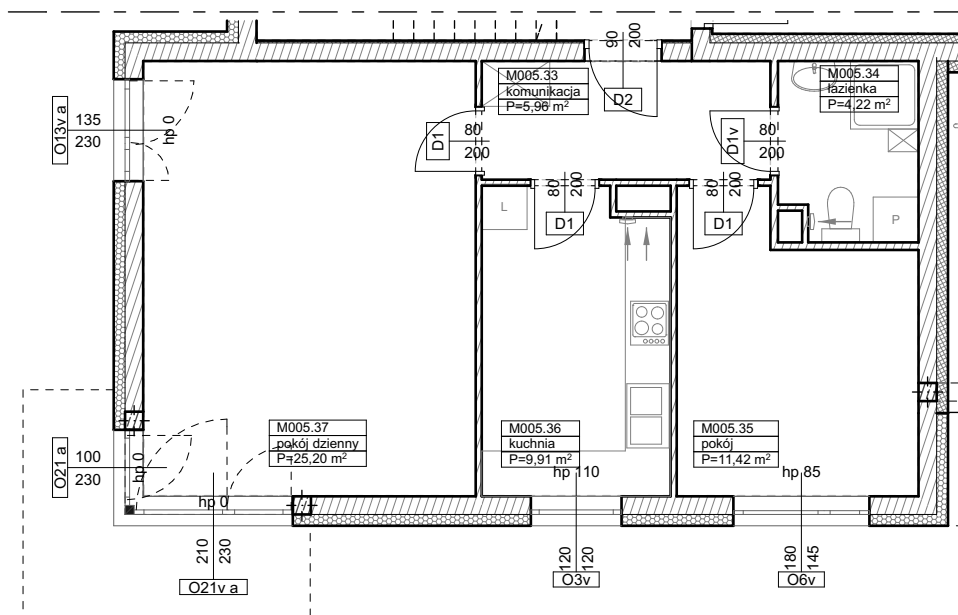 90
200
D2
M005.33
komunikacja
P=5,96 m²
M005.34
łazienka
P=4,22 m²
O13v a
135
230
hp 0
D1
80
200
D1v
80
200
80
200
D1
80
200
D1
L
P
M005.37
pokój dzienny
P=25,20 m²
M005.36
kuchnia
P=9,91 m²
M005.35
pokój
P=11,42 m²
O21 a
100
230
hp 0
hp 0
hp 110
hp 85
210
230
O21v a
120
120
O3v
180
145
O6v